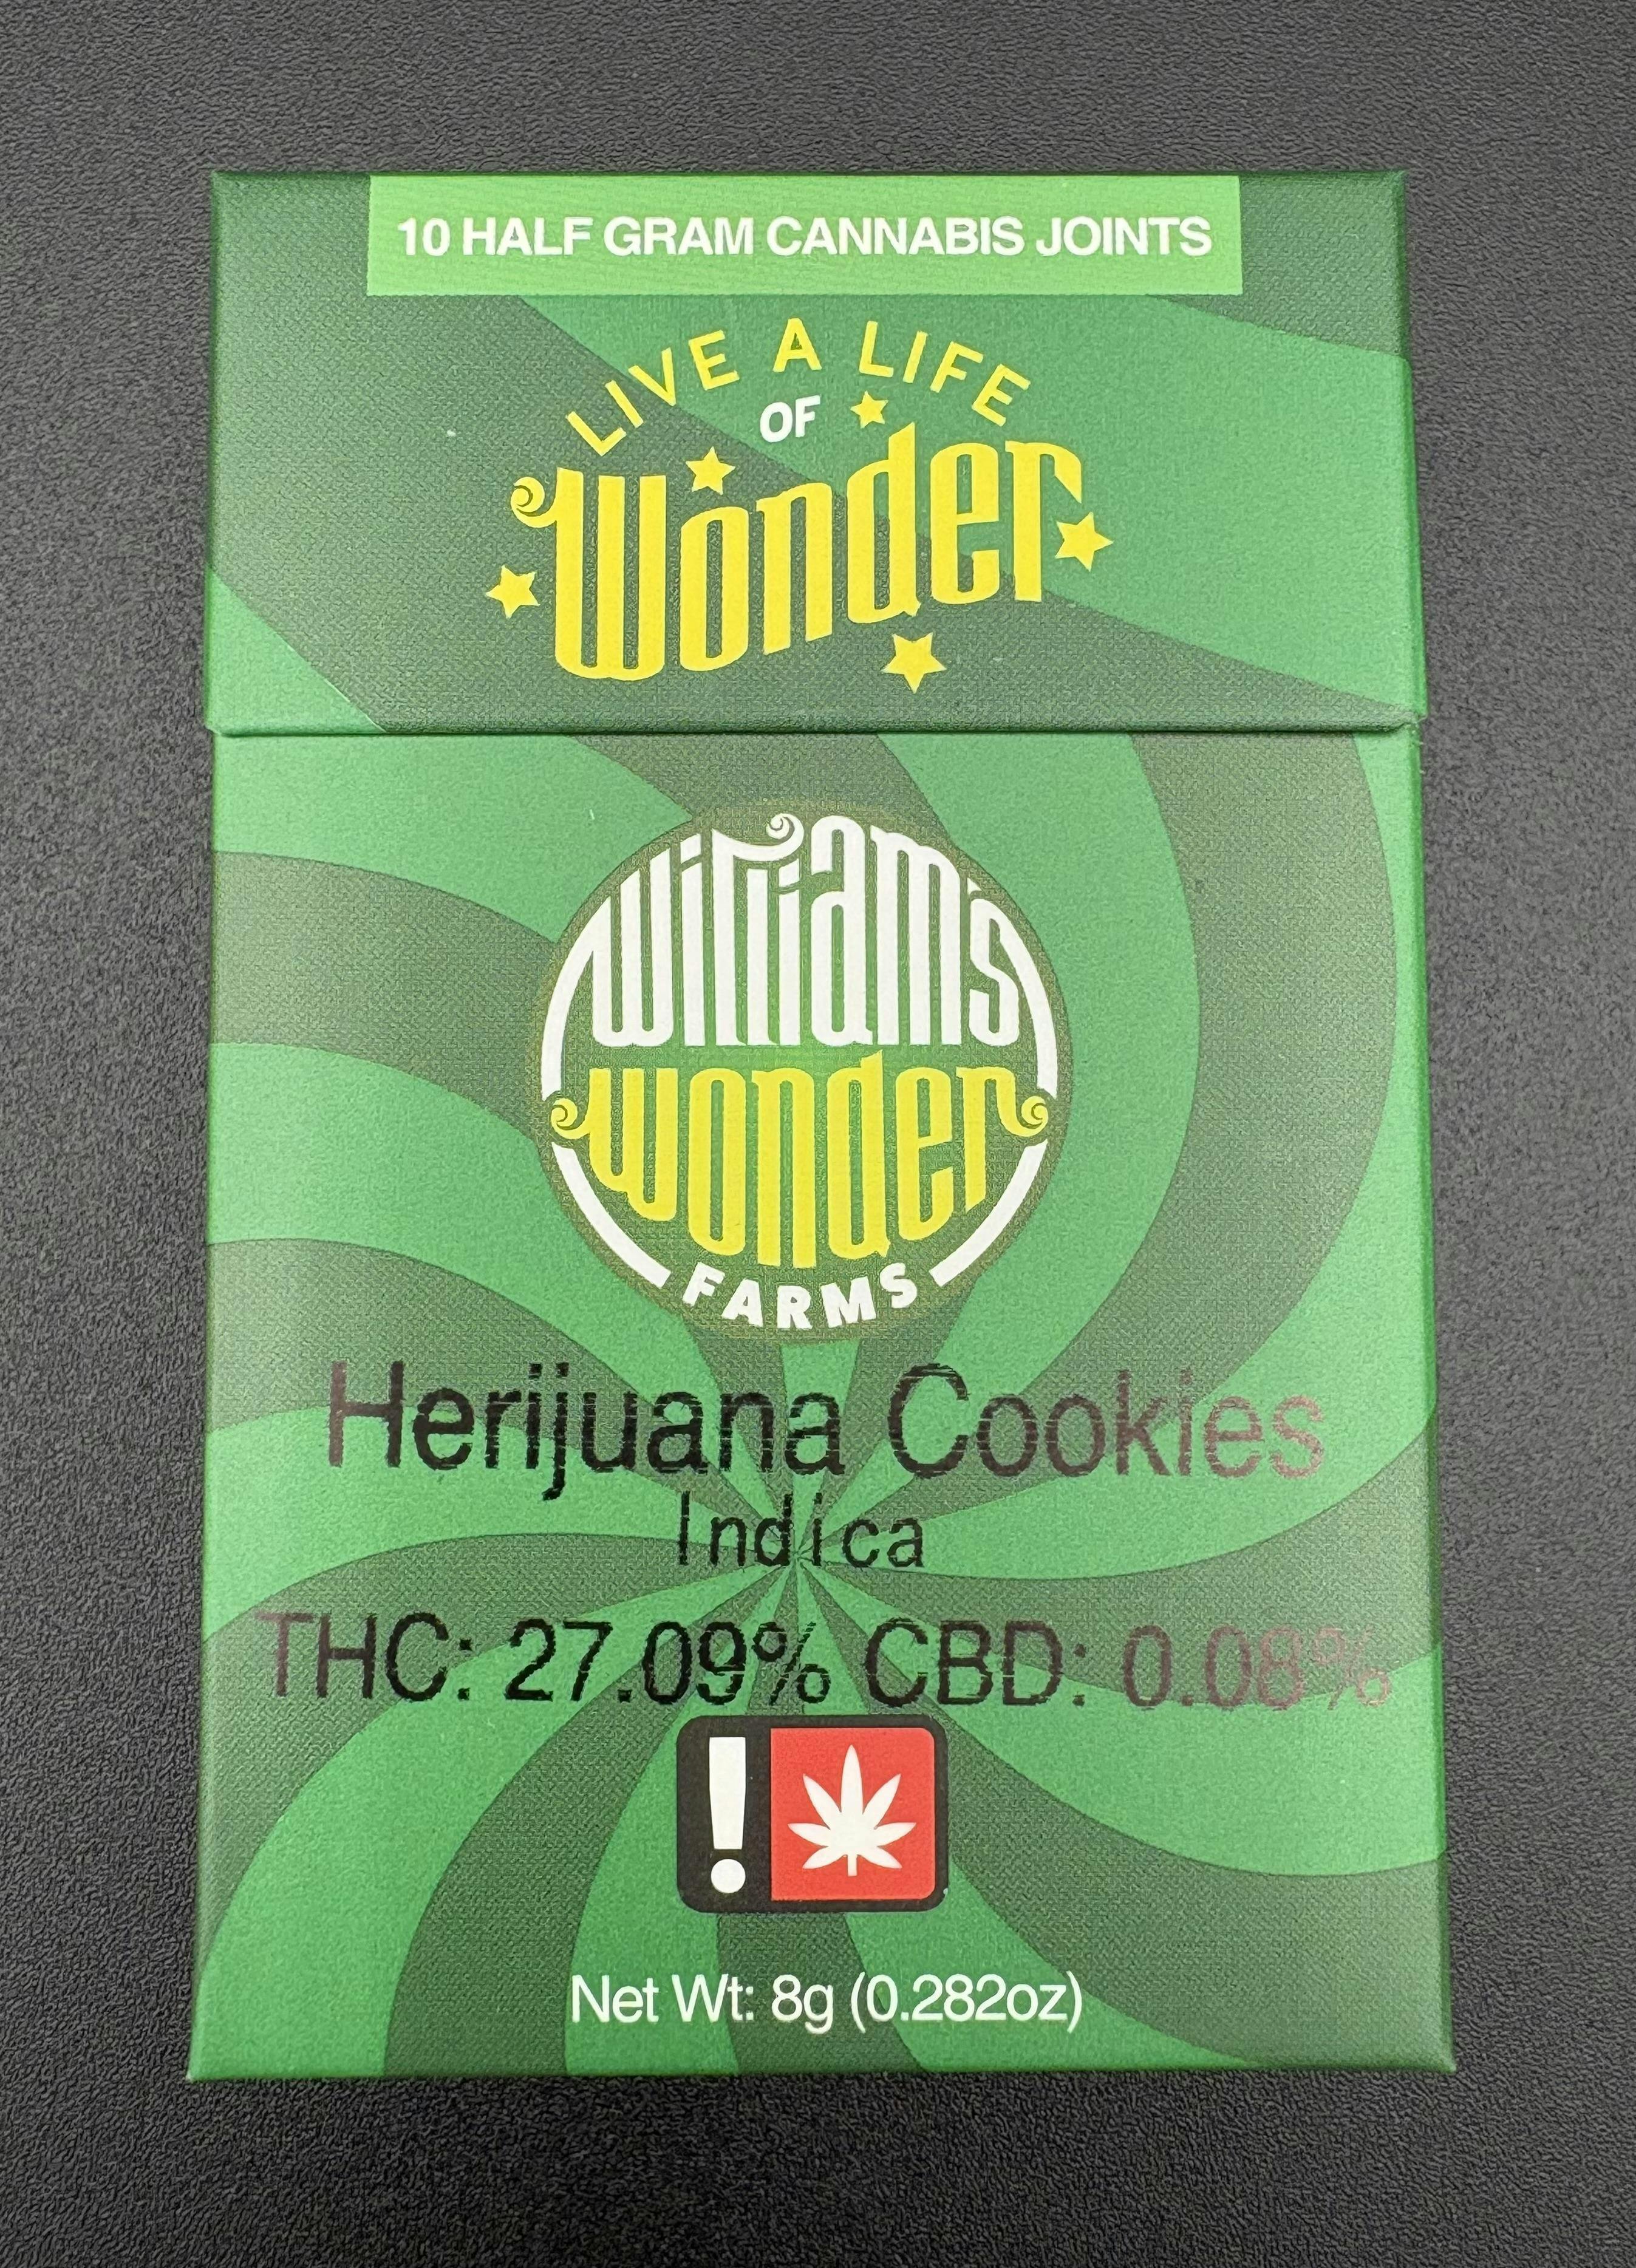 10 HALF GRAM CANNABIS JOINTS
LIVE A LIFE
OF
Wonder
William's
wonder
FARMS
Herijuana Cookies
Indica
THC: 27.09% CBD: 0.08%
!
Net Wt: 8g (0.282oz)